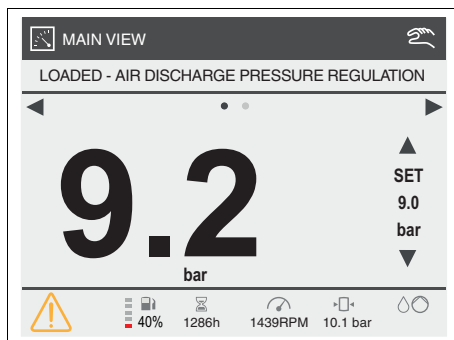 MAIN VIEW
LOADED - AIR DISCHARGE PRESSURE REGULATION
9.2
bar
SET
9.0
bar
40% 1286h 1439RPM 10.1 bar